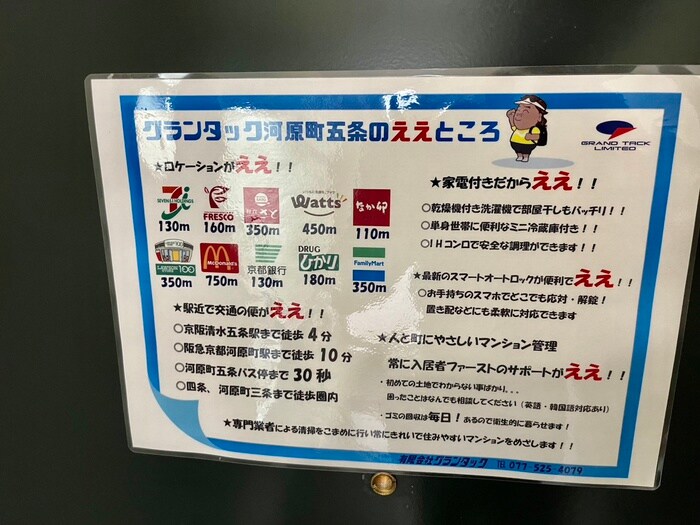 グランタック河原町五条のええところ
GRAND TACK
LIMITED
★ロケーションがええ！！
SEVEN & i HOLDINGS
FRESCO
Watts
なか卯
130m
160m
350m
450m
110m
100
McDonald's
京都銀行
DRUG
ひかり
FamilyMart
350m
750m
130m
180m
350m
★駅近で交通の便がええ！！
○京阪清水五条駅まで徒歩 4 分
○阪急京都河原町駅まで徒歩 10 分
○河原町五条バス停まで 30 秒
○四条、河原町三条まで徒歩圏内
★家電付きだからええ！！
○乾燥機付き洗濯機で部屋干しもバッチリ！！
○単身世帯に便利なミニ冷蔵庫付き！！
○IHコンロで安全な調理ができます！！
★最新のスマートオートロックが便利でええ！！
○お手持ちのスマホでどこでも応対・解錠！
置き配などにも柔軟に対応できます
★人と町にやさしいマンション管理
常に入居者ファーストのサポートがええ！！
・初めての土地でわからない事ばかり．．．
困ったことはなんでも相談してください（英語・韓国語対応あり）
・ゴミの回収は毎日！あるので衛生的に暮らせます！
★専門業者による清掃をこまめに行い常にきれいで住みやすいマンションをめざします！！
有限会社グランタック ℡ 077 525 4079